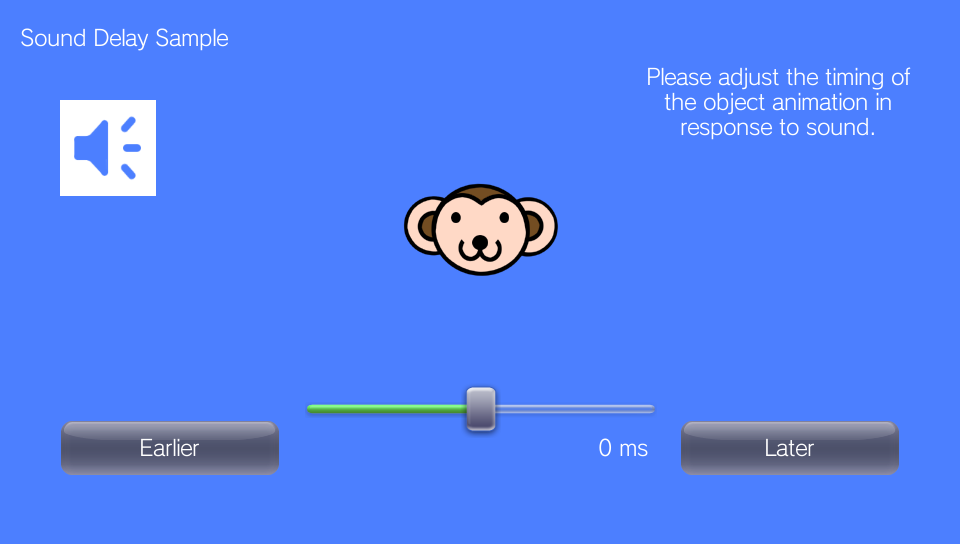 Sound Delay Sample
Please adjust the timing of
the object animation in
response to sound.
0 ms
Earlier
Later